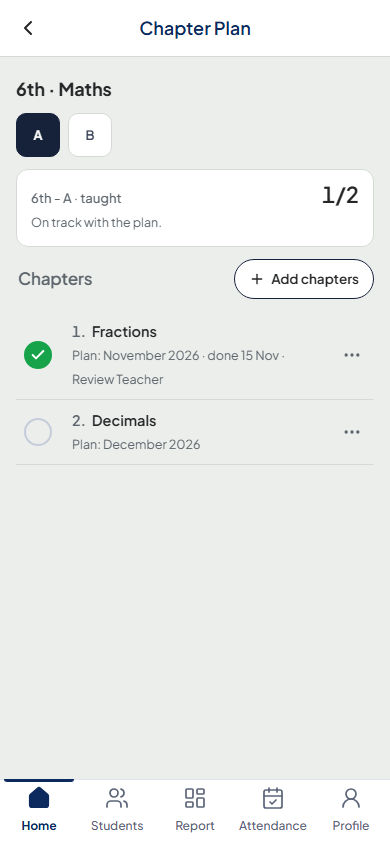 Chapter Plan
6th · Maths
A
B
6th - A · taught
1/2
On track with the plan.
Chapters
+ Add chapters
1. Fractions
Plan: November 2026 · done 15 Nov ·
Review Teacher
2. Decimals
Plan: December 2026
Home
Students
Report
Attendance
Profile